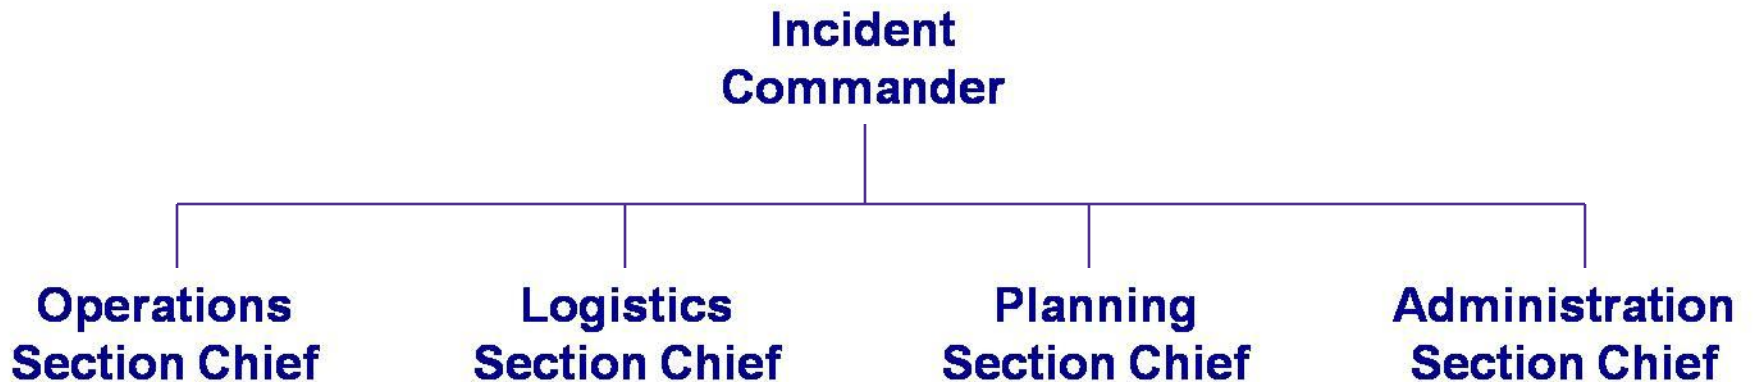 Incident
Commander
Operations
Section Chief
Logistics
Section Chief
Planning
Section Chief
Administration
Section Chief